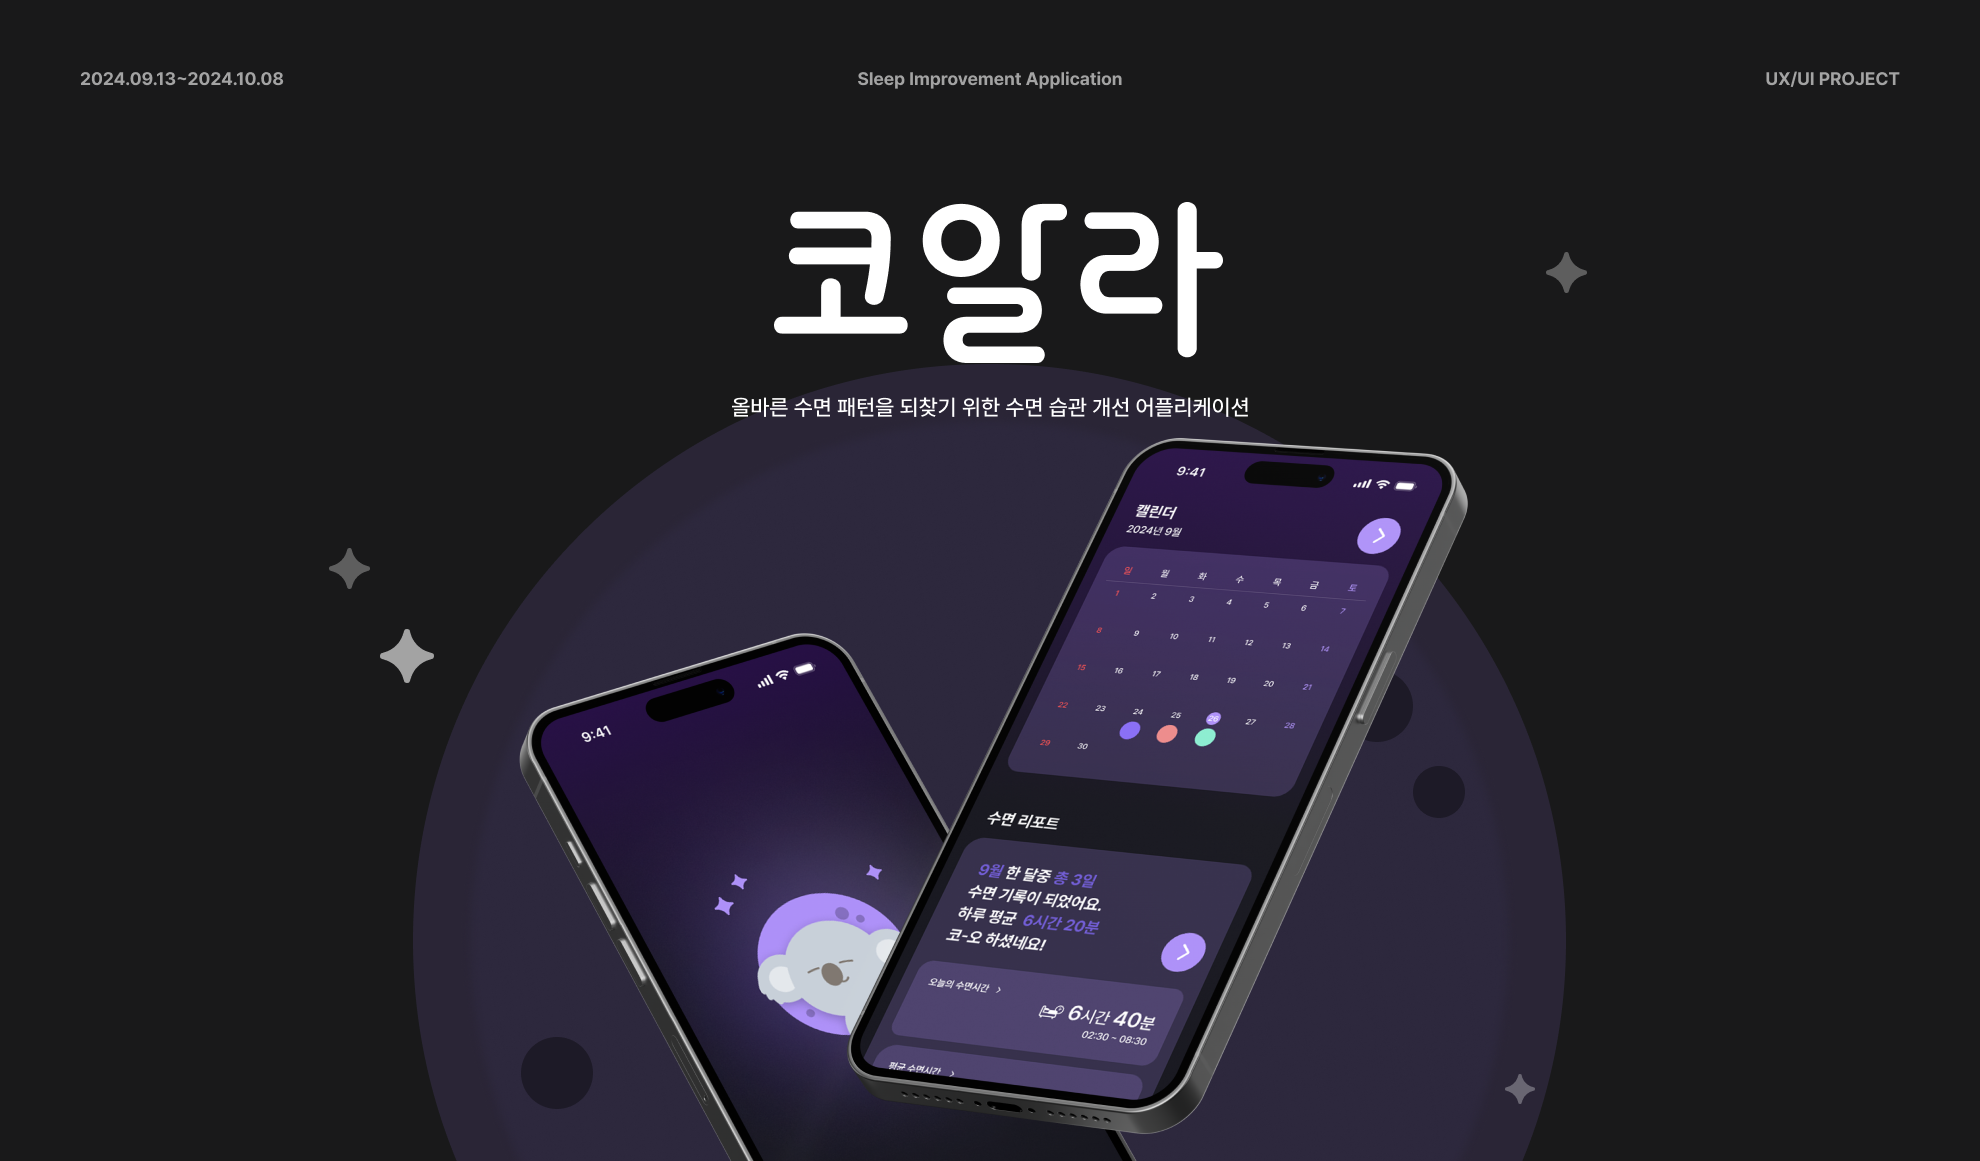 2024.09.13~2024.10.08
Sleep Improvement Application
UX/UI PROJECT
코알라
올바른 수면 패턴을 되찾기 위한 수면 습관 개선 어플리케이션
9:41
캘린더
2024년 9월
일 월 화 수 목 금 토
1 2 3 4 5 6 7
8 9 10 11 12 13 14
15 16 17 18 19 20 21
22 23 24 25 26 27 28
29 30
수면 리포트
9월 한 달중 총 3일
수면 기록이 되었어요.
하루 평균 6시간 20분
코-오 하셨네요!
오늘의 수면시간 >
6시간 40분
02:30 ~ 08:30
평균 수면시간 >
9:41